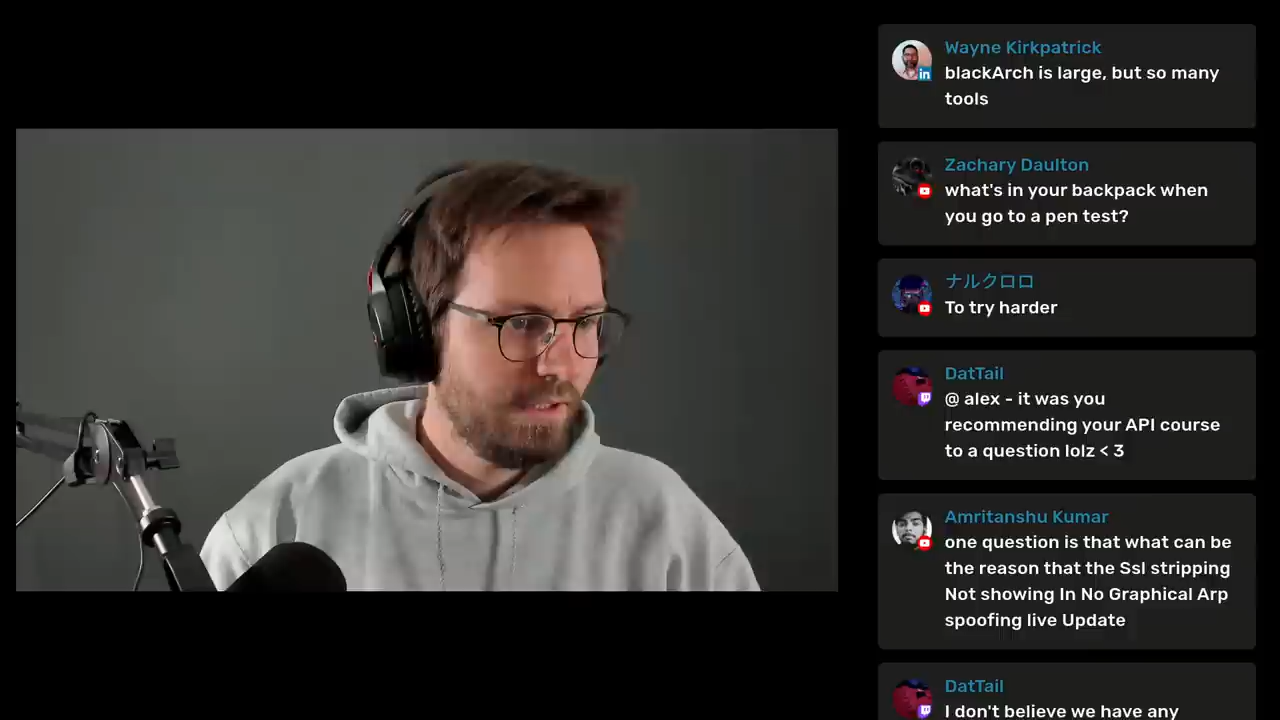 Wayne Kirkpatrick
blackArch is large, but so many
tools
Zachary Daulton
what's in your backpack when
you go to a pen test?
ナルクロロ
To try harder
DatTail
@ alex - it was you
recommending your API course
to a question lolz < 3
Amritanshu Kumar
one question is that what can be
the reason that the Ssl stripping
Not showing In No Graphical Arp
spoofing live Update
DatTail
I don't believe we have any